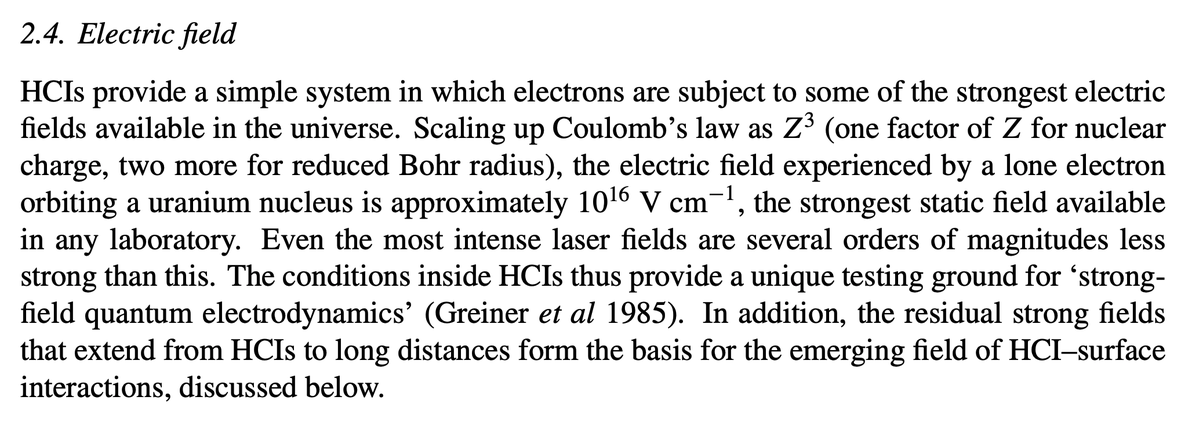 2.4. Electric field
HCIs provide a simple system in which electrons are subject to some of the strongest electric
fields available in the universe. Scaling up Coulomb's law as Z³ (one factor of Z for nuclear
charge, two more for reduced Bohr radius), the electric field experienced by a lone electron
orbiting a uranium nucleus is approximately 10¹⁶ V cm⁻¹, the strongest static field available
in any laboratory. Even the most intense laser fields are several orders of magnitudes less
strong than this. The conditions inside HCIs thus provide a unique testing ground for ‘strong-
field quantum electrodynamics’ (Greiner et al 1985). In addition, the residual strong fields
that extend from HCIs to long distances form the basis for the emerging field of HCI–surface
interactions, discussed below.